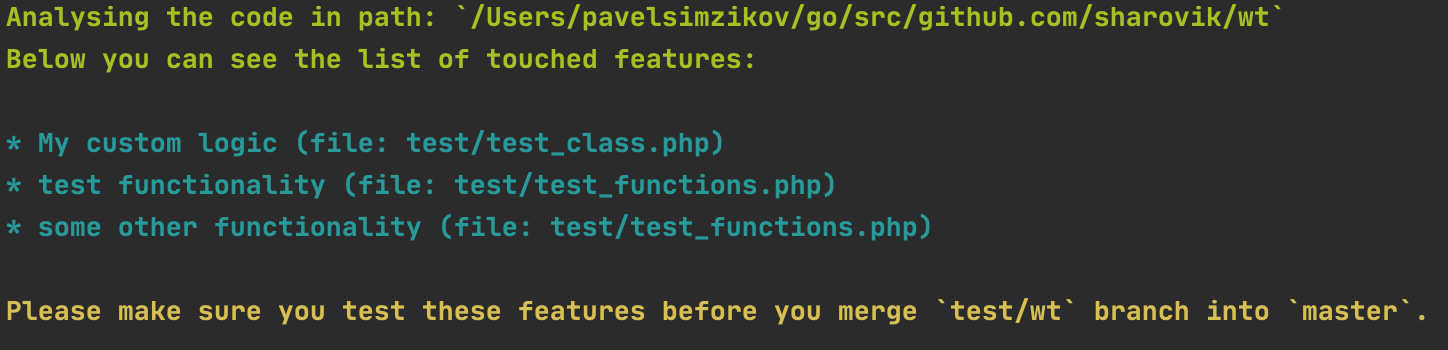 Analysing the code in path: `/Users/pavelsimzikov/go/src/github.com/sharovik/wt`
Below you can see the list of touched features:
* My custom logic (file: test/test_class.php)
* test functionality (file: test/test_functions.php)
* some other functionality (file: test/test_functions.php)
Please make sure you test these features before you merge `test/wt` branch into `master`.